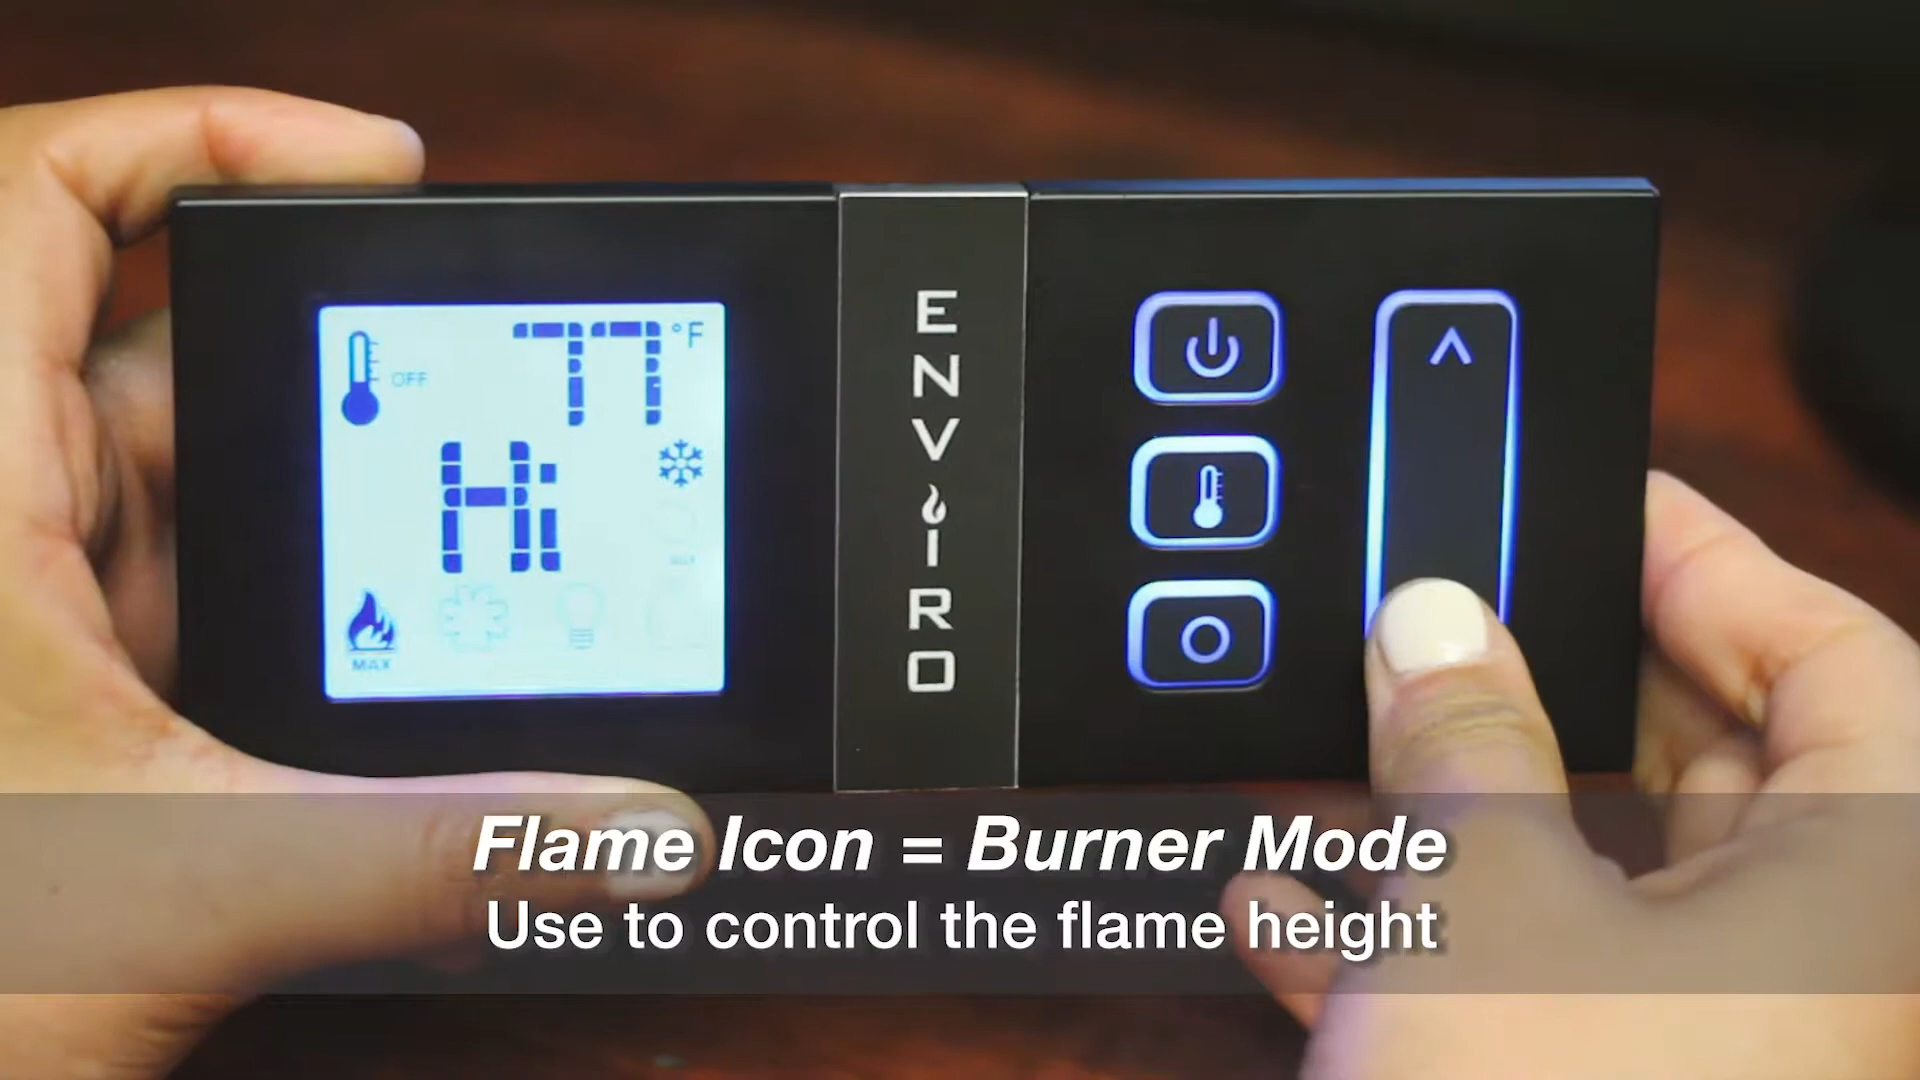 77 °F
OFF
Hi
MAX
ENVIRO
Flame Icon = Burner Mode
Use to control the flame height